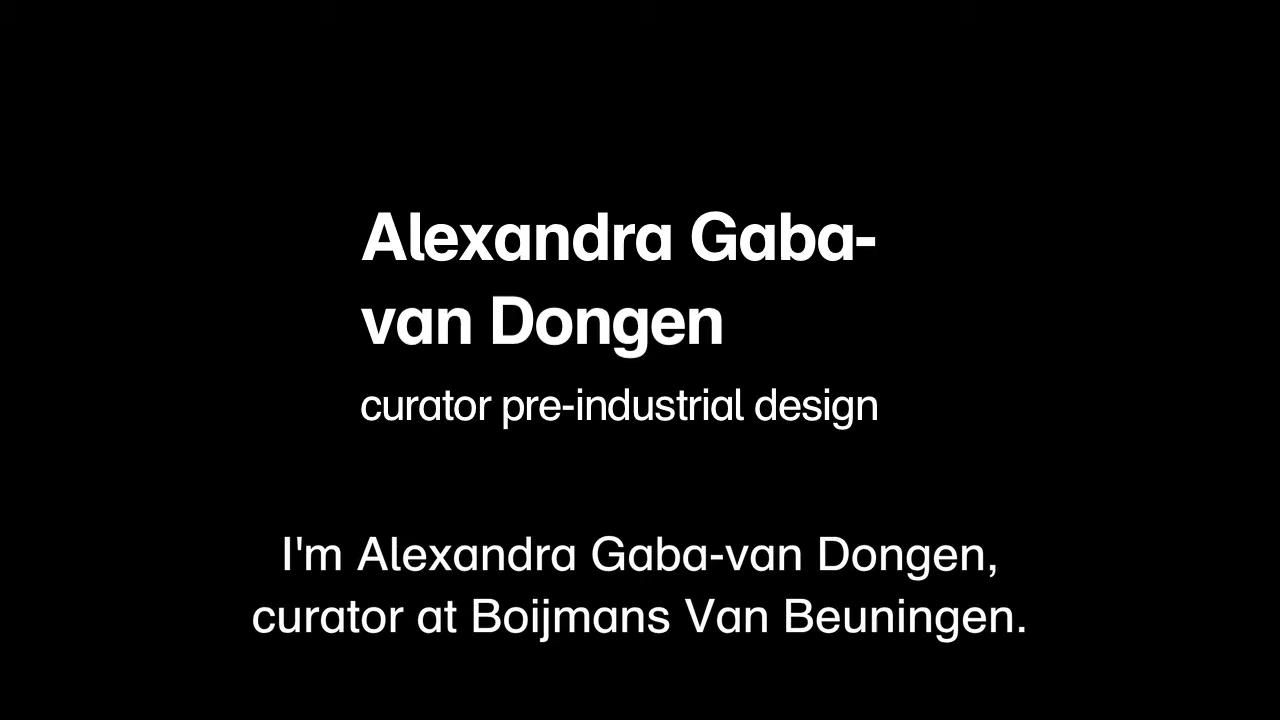 Alexandra Gaba-
van Dongen
curator pre-industrial design
I'm Alexandra Gaba-van Dongen,
curator at Boijmans Van Beuningen.